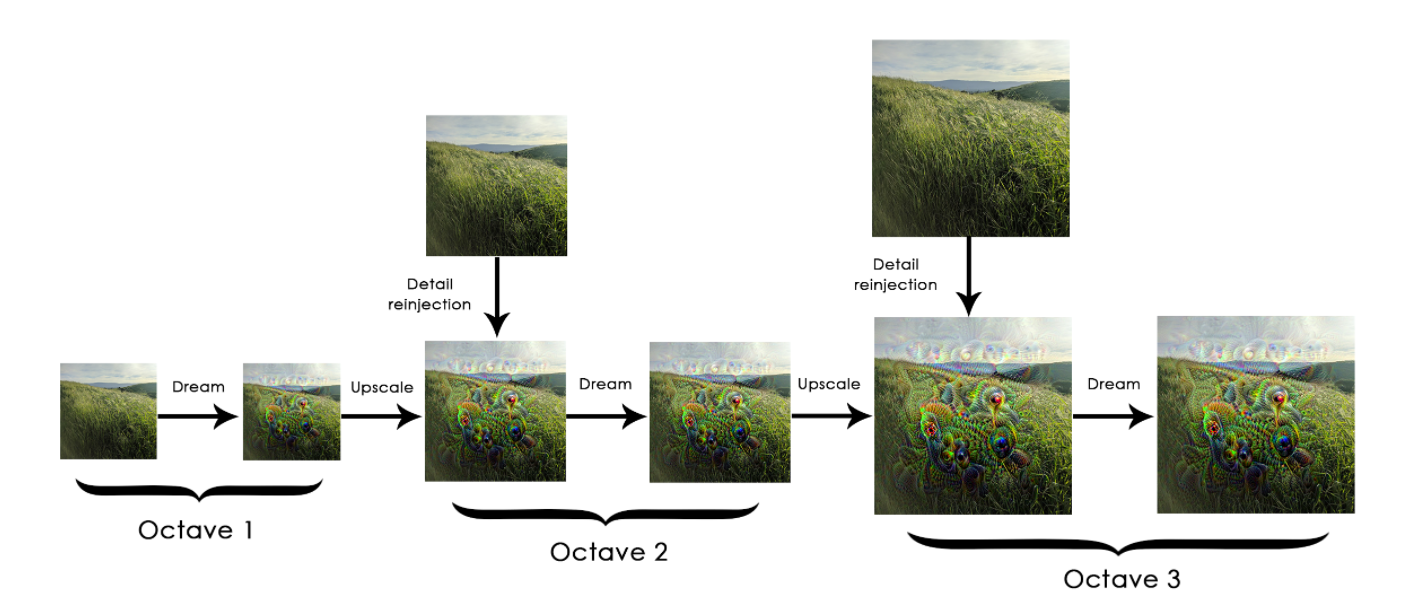 Detail
reinjection
Detail
reinjection
Dream
Upscale
Dream
Upscale
Dream
Octave 1
Octave 2
Octave 3